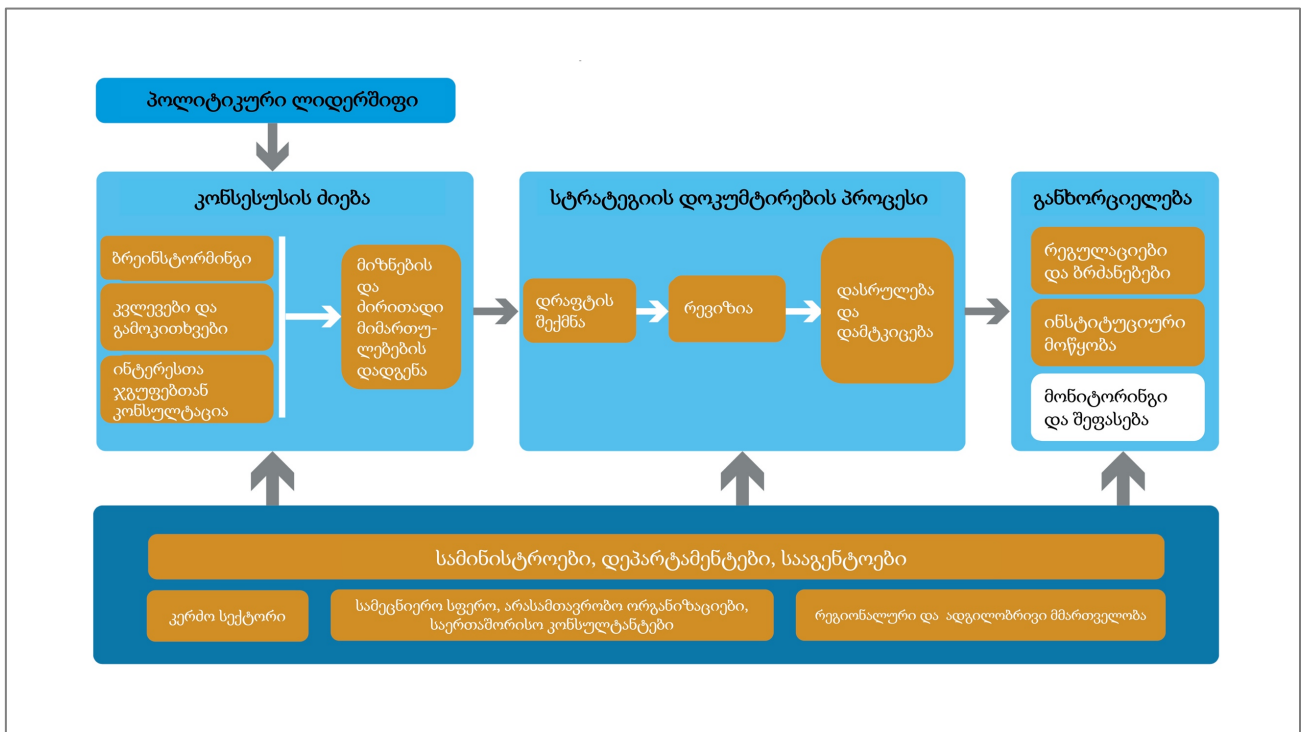 პოლიტიკური ლიდერშიფი
კონსესუსის ძიება
ბრეინსტორმინგი
კვლევები და
გამოკითხვები
ინტერესთა
ჯგუფებთან
კონსულტაცია
მიზნების
და
ძირითადი
მიმართუ-
ლებების
დადგენა
სტრატეგიის დოკუმტირების პროცესი
დრაფტის
შექმნა
რევიზია
დასრულება
და
დამტკიცება
განხორციელება
რეგულაციები
და ბრძანებები
ინსტიტუციური
მოწყობა
მონიტორინგი
და შეფასება
სამინისტროები, დეპარტამენტები, სააგენტოები
კერძო სექტორი
სამეცნიერო სფერო, არასამთავრობო ორგანიზაციები,
საერთაშორისო კონსულტანტები
რეგიონალური და ადგილობრივი მმართველობა